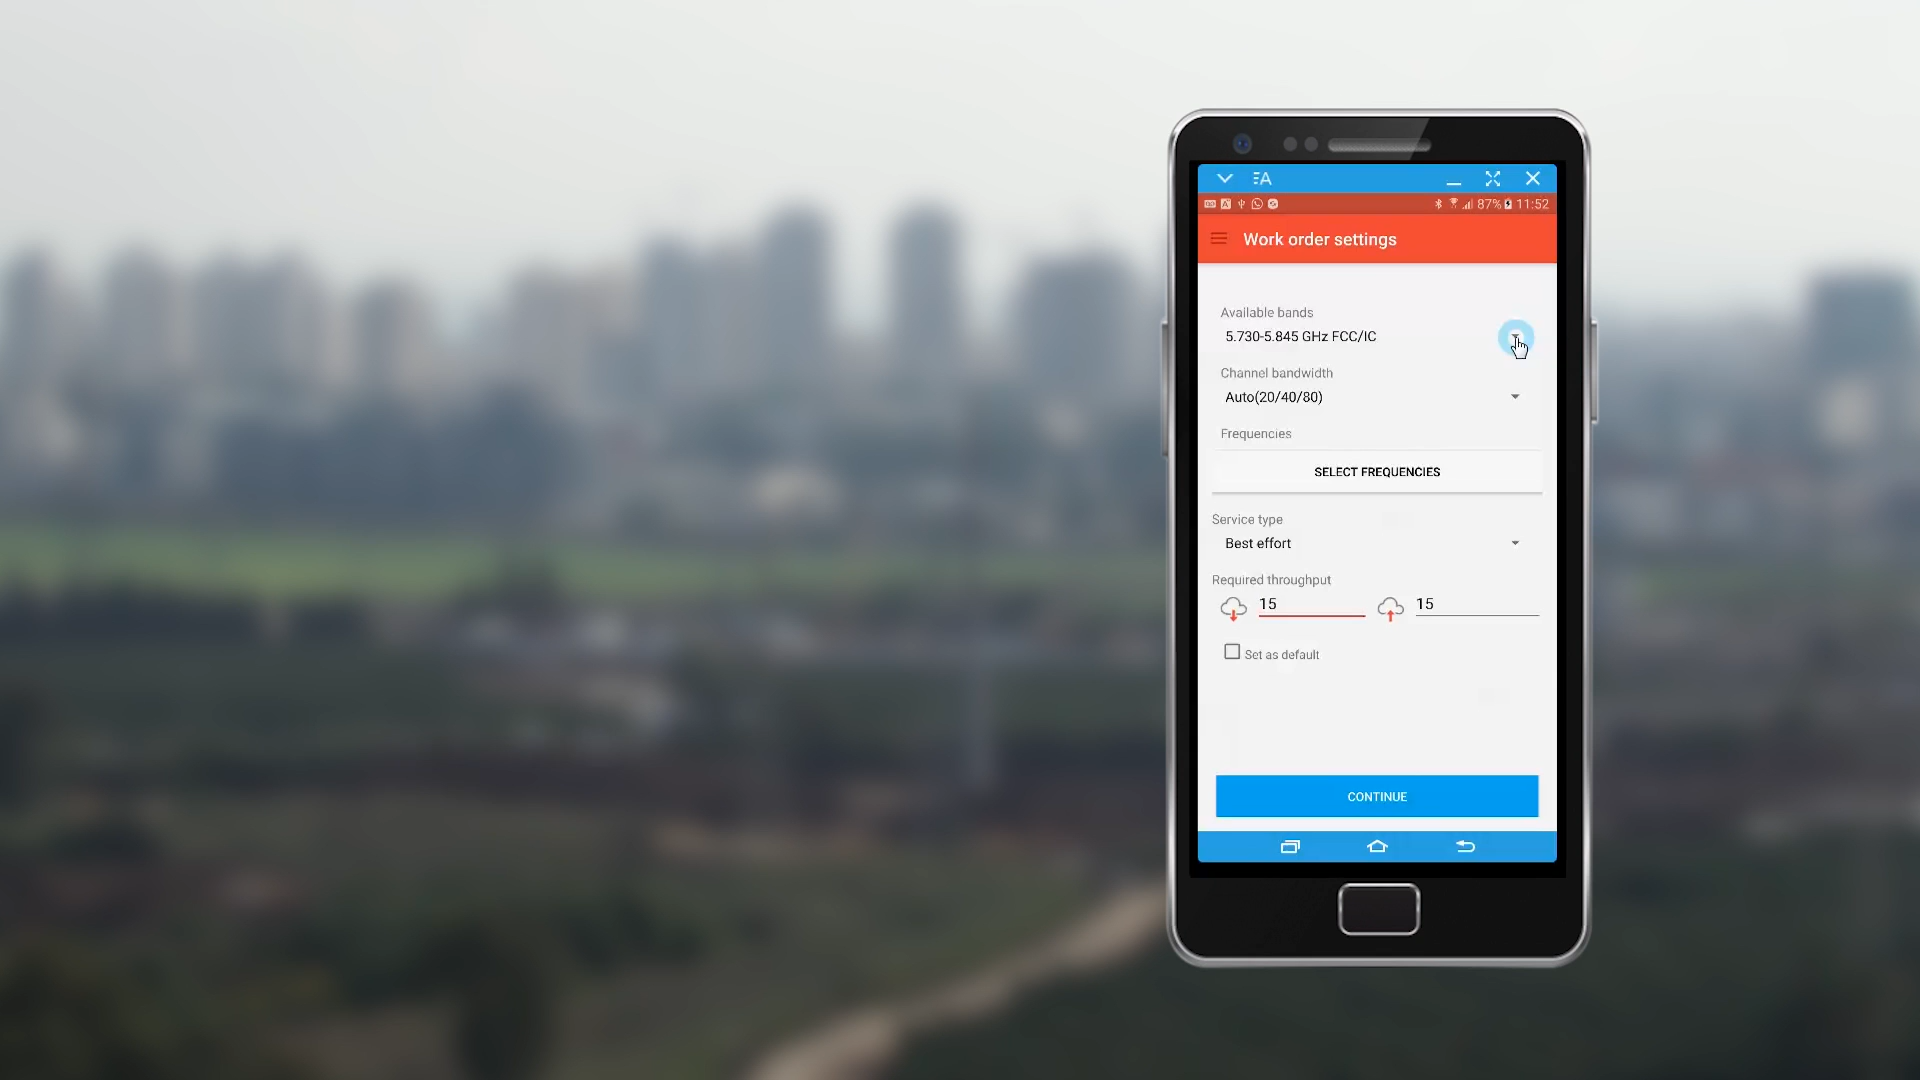 87% 11:52
Work order settings
Available bands
5.730-5.845 GHz FCC/IC
Channel bandwidth
Auto(20/40/80)
Frequencies
SELECT FREQUENCIES
Service type
Best effort
Required throughput
15 15
Set as default
CONTINUE